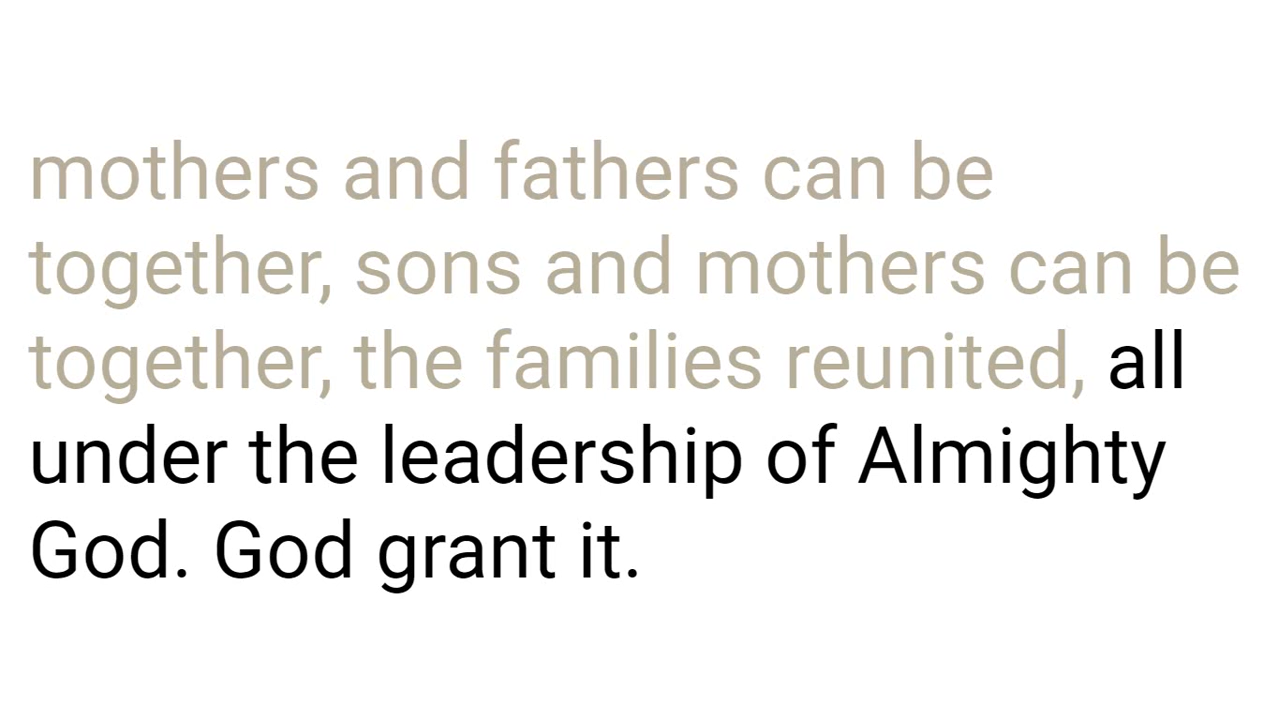 mothers and fathers can be
together, sons and mothers can be
together, the families reunited, all
under the leadership of Almighty
God. God grant it.